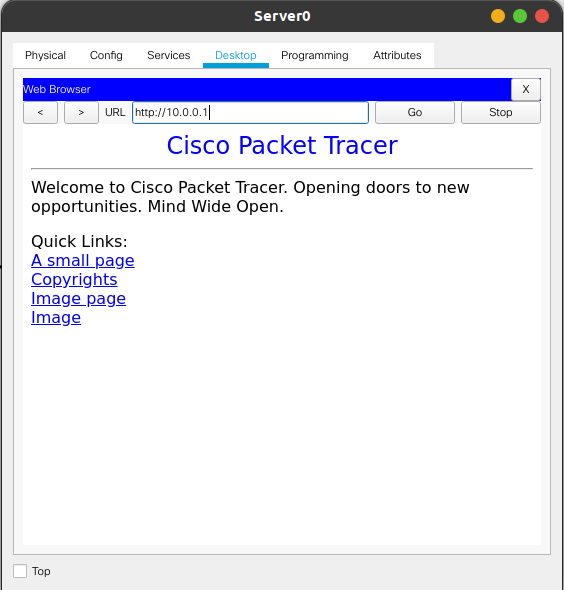 Server0
Physical Config Services Desktop Programming Attributes
Web Browser X
< > URL http://10.0.0.1 Go Stop
Cisco Packet Tracer
Welcome to Cisco Packet Tracer. Opening doors to new
opportunities. Mind Wide Open.
Quick Links:
A small page
Copyrights
Image page
Image
Top